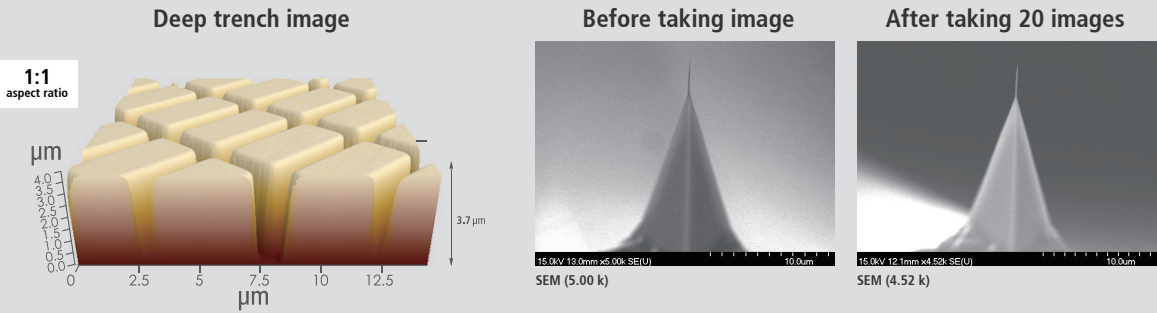 Deep trench image
1:1
aspect ratio
µm
4.0
3.5
3.0
2.5
2.0
1.5
1.0
0.5
0.0
0 2.5 5 7.5 10 12.5
µm
3.7 µm
Before taking image
15.0kV 13.0mm x5.00k SE(U) 10.0um
SEM (5.00 k)
After taking 20 images
15.0kV 12.1mm x4.52k SE(U) 10.0um
SEM (4.52 k)